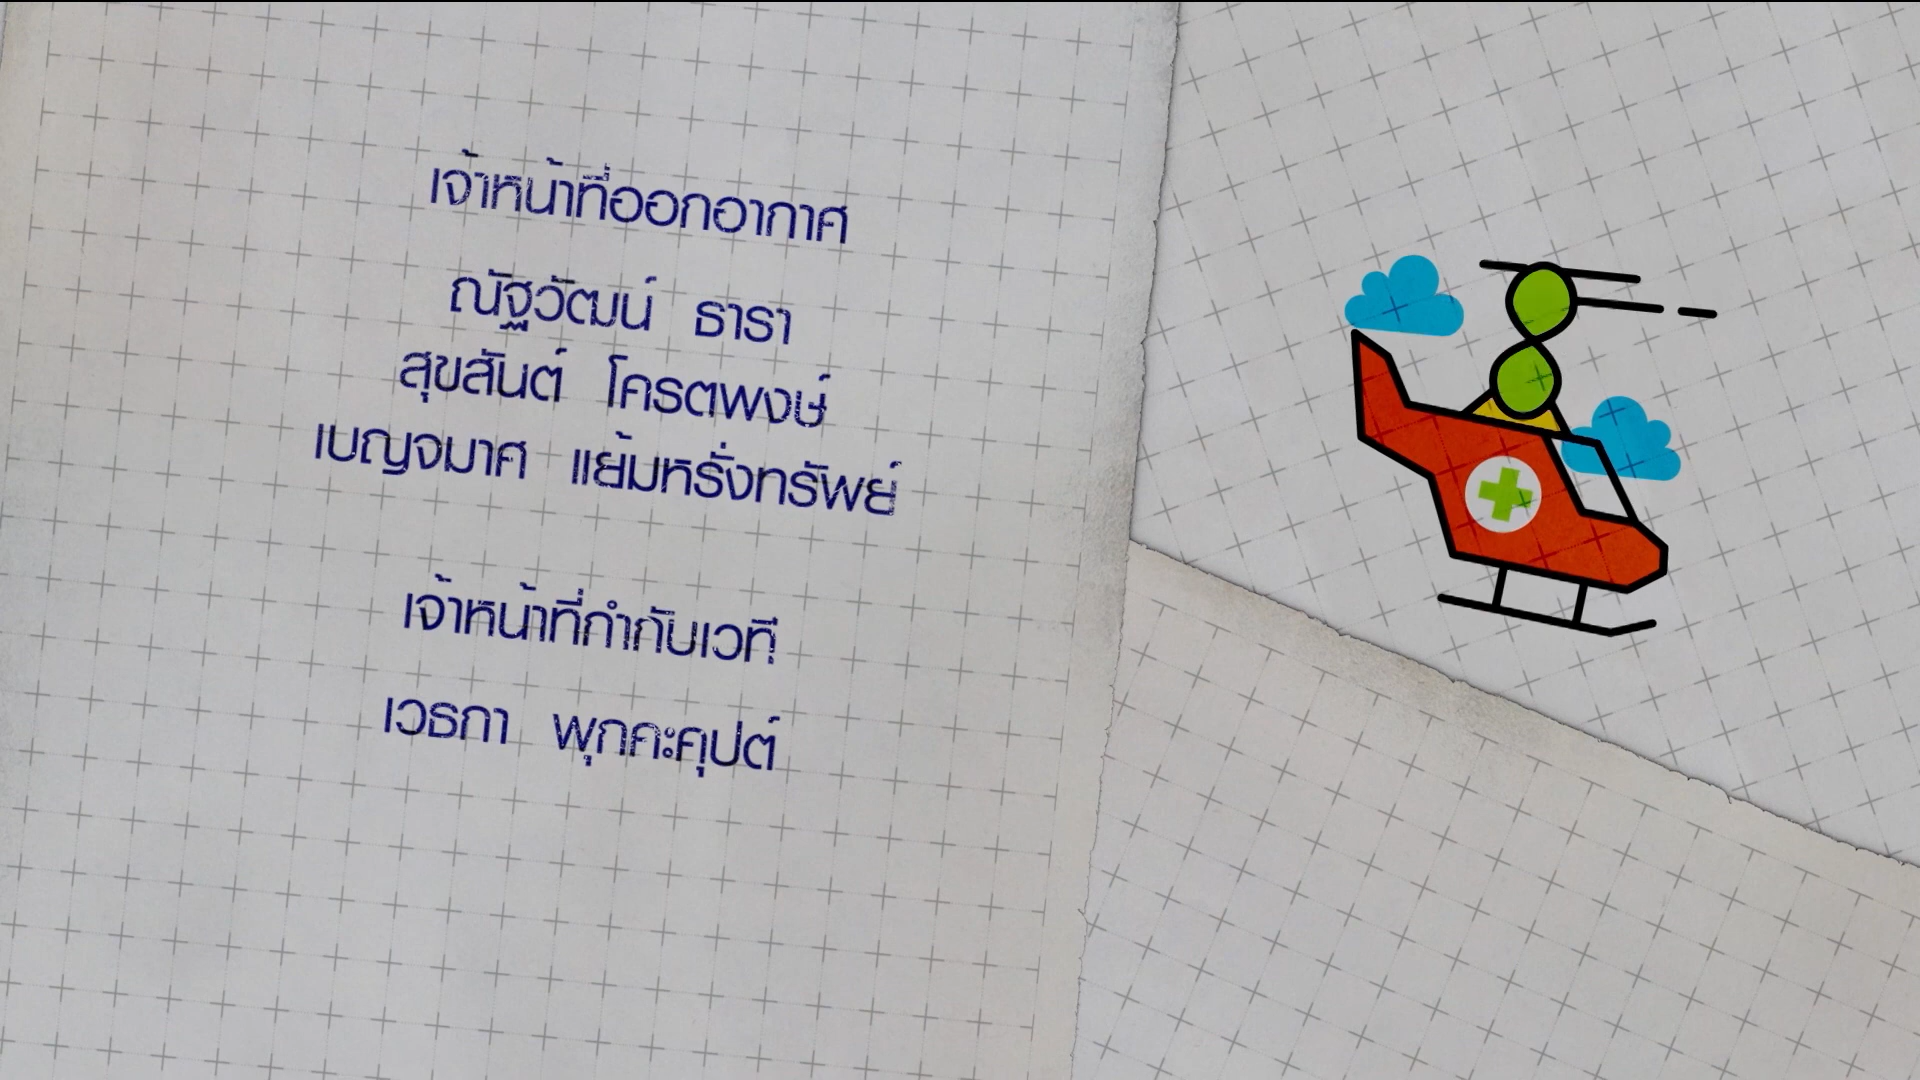 เจ้าหน้าที่ออกอากาศ
ณัฐวัฒน์ ธารา
สุขสันต์ โครตพงษ์
เบญจมาศ แย้มหรั่งทรัพย์
เจ้าหน้าที่กำกับเวที
เวธกา พุกคะคุปต์